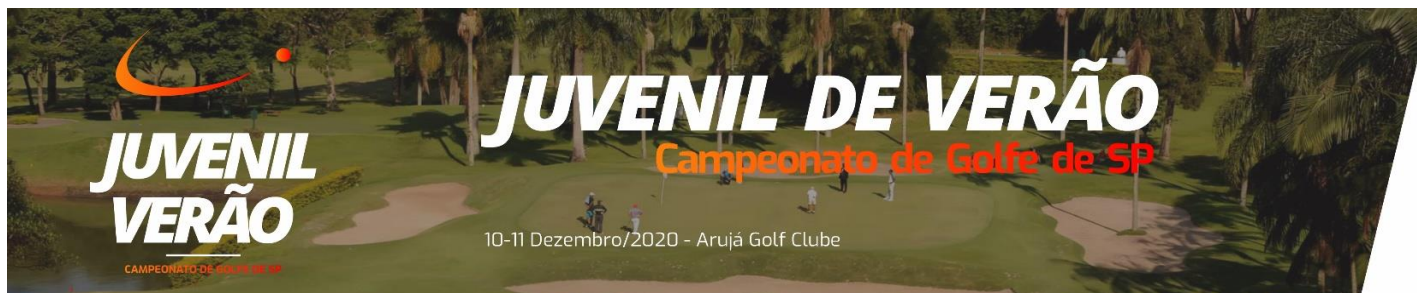 JUVENIL
VERÃO
CAMPEONATO DE GOLFE DE SP
JUVENIL DE VERÃO
Campeonato de Golfe de SP
10-11 Dezembro/2020 - Arujá Golf Clube